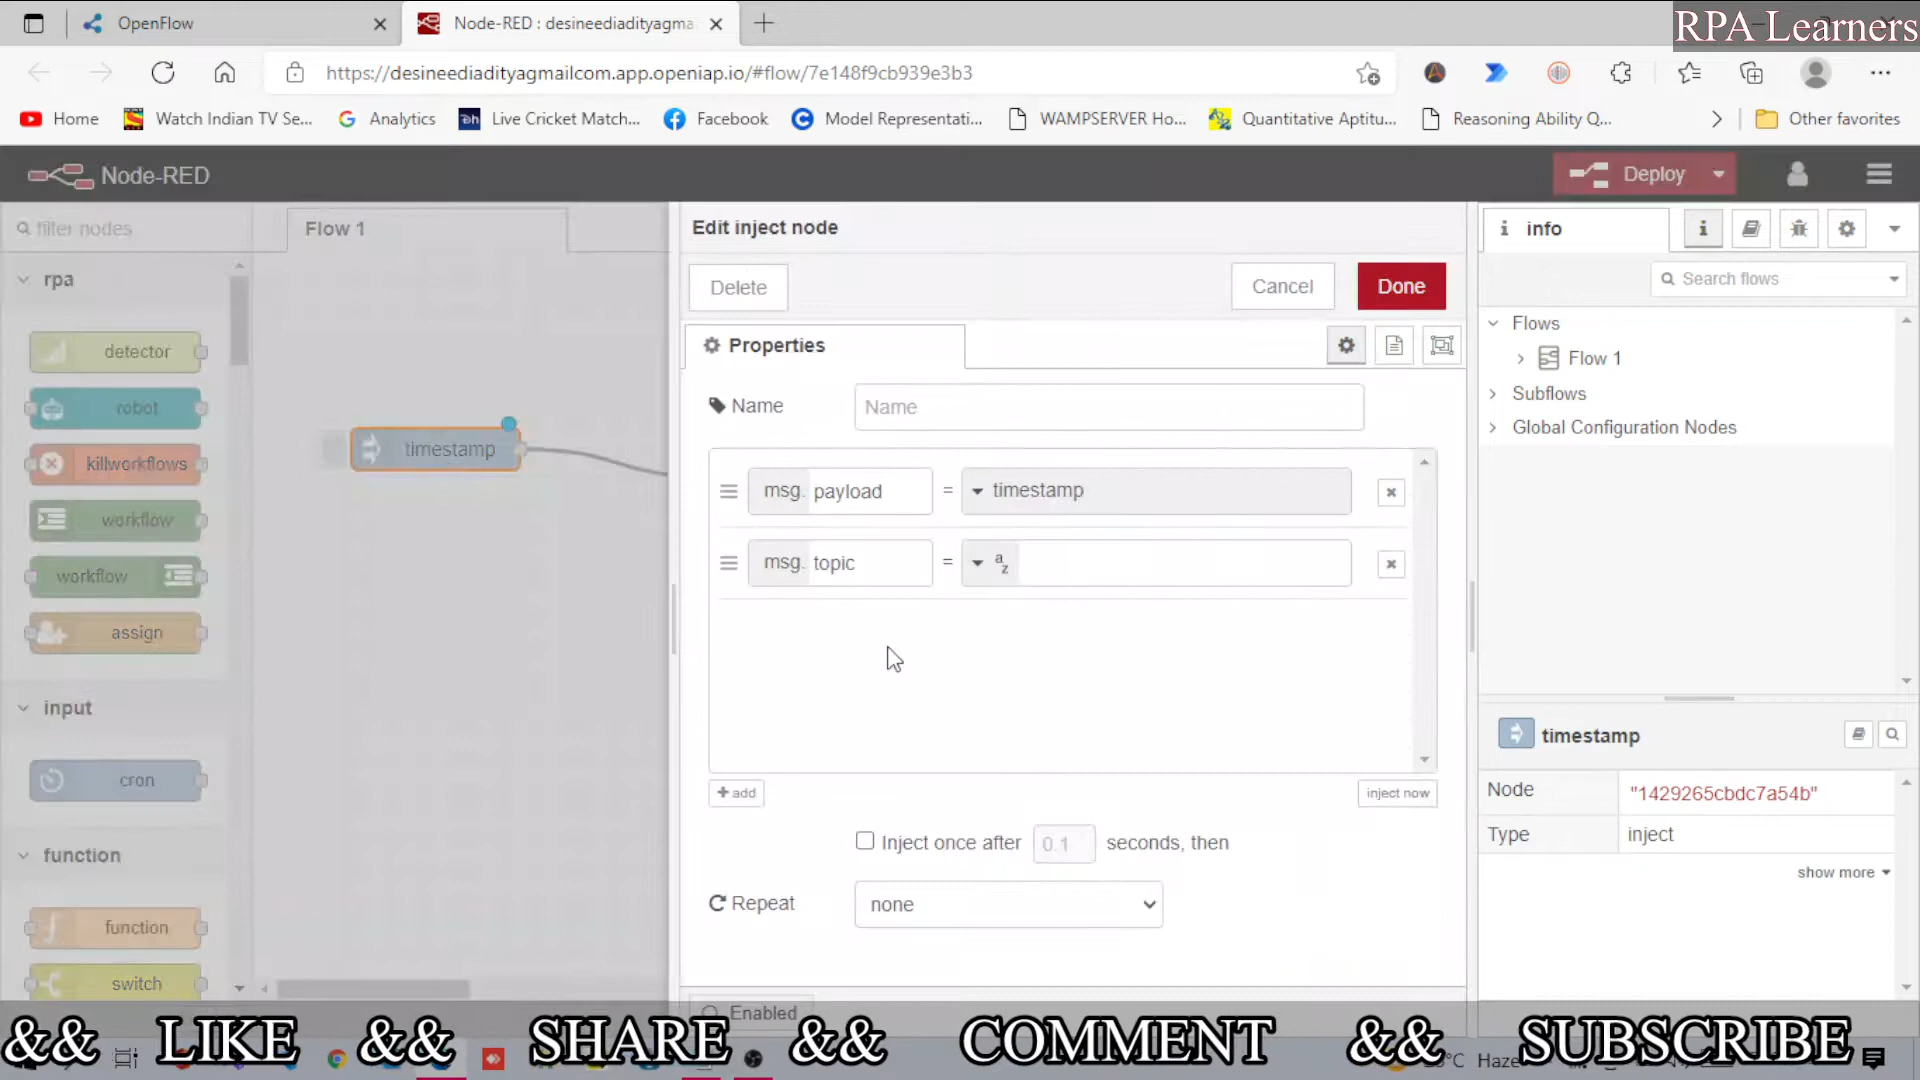 RPA Learners
OpenFlow
Node-RED : desineediadityagma
https://desineediadityagmailcom.app.openiap.io/#flow/7e148f9cb939e3b3
Home
Watch Indian TV Se...
Analytics
Live Cricket Match...
Facebook
Model Representati...
WAMPSERVER Ho...
Quantitative Aptitu...
Reasoning Ability Q...
Other favorites
Node-RED
Deploy
filter nodes
Flow 1
Edit inject node
info
Delete
Cancel
Done
Search flows
rpa
detector
robot
killworkflows
workflow
workflow
assign
input
cron
function
function
switch
timestamp
Properties
Name
Name
msg. payload = timestamp
msg. topic = az
add
inject now
Inject once after 0.1 seconds, then
Repeat
none
Enabled
Flows
Flow 1
Subflows
Global Configuration Nodes
timestamp
Node "1429265cbdc7a54b"
Type inject
show more
&& LIKE && SHARE && COMMENT && SUBSCRIBE
Haze